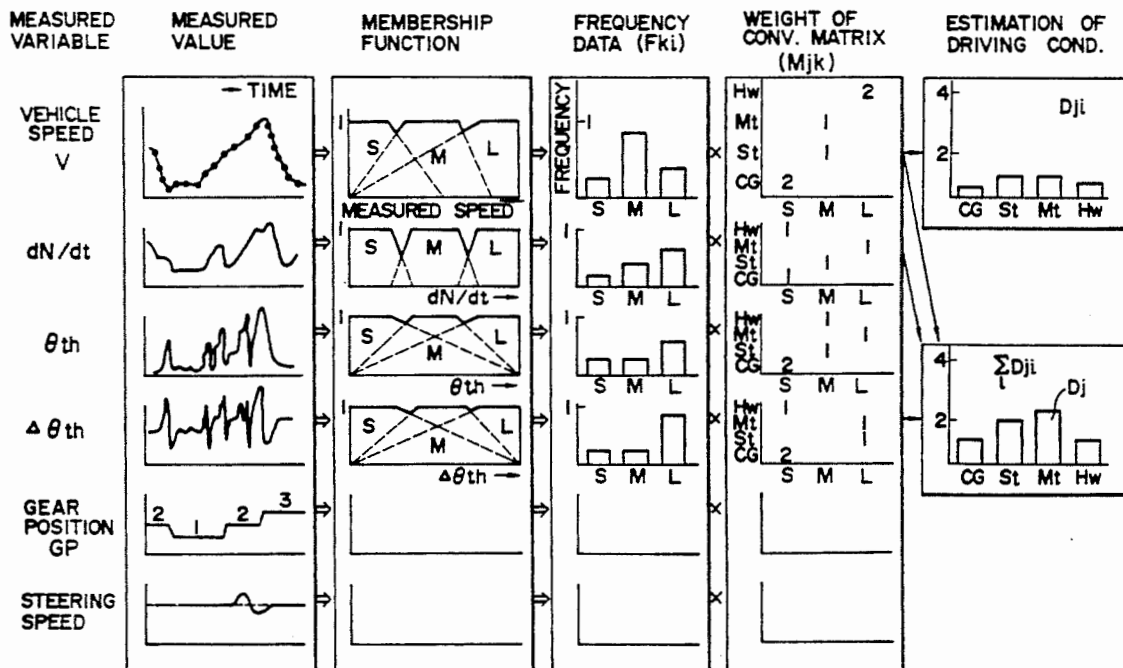 MEASURED VARIABLE
MEASURED VALUE
MEMBERSHIP FUNCTION
FREQUENCY DATA (Fki)
WEIGHT OF CONV. MATRIX (Mjk)
ESTIMATION OF DRIVING COND.
VEHICLE SPEED V
← TIME
1 S M L
MEASURED SPEED
FREQUENCY
1
S M L
Hw 2
Mt 1
St 1
CG 2
S M L
4 Dji
2
CG St Mt Hw
dN/dt
1 S M L
dN/dt →
1
S M L
Hw 1
Mt 1
St 1
CG 1
S M L
θth
1 S M L
θth →
1
S M L
Hw 1
Mt 1
St 1
CG 2
S M L
4 Σ Dji
i
Dj
2
CG St Mt Hw
Δθth
1 S M L
Δθth →
1
S M L
Hw 1
Mt 1
St 1
CG 2
S M L
GEAR POSITION GP
2 1 2 3
STEERING SPEED